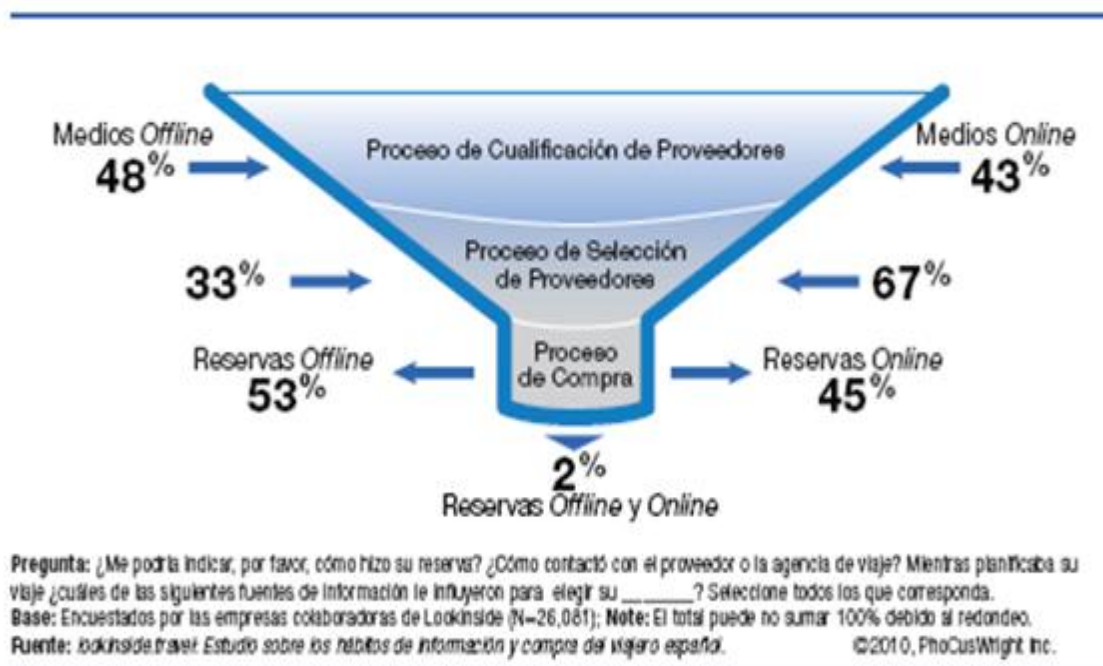 Medios Offline
48%
Proceso de Cualificación de Proveedores
Medios Online
43%
33%
Proceso de Selección
de Proveedores
67%
Reservas Offline
53%
Proceso
de Compra
Reservas Online
45%
2%
Reservas Offline y Online
Pregunta: ¿Me podría indicar, por favor, cómo hizo su reserva? ¿Cómo contactó con el proveedor o la agencia de viaje? Mientras planificaba su
viaje ¿cuáles de las siguientes fuentes de información le influyeron para elegir su _______? Seleccione todos los que corresponda.
Base: Encuestados por las empresas colaboradoras de LookInside (N=26,081); Note: El total puede no sumar 100% debido al redondeo.
Fuente: lookinside.travel: Estudio sobre los hábitos de información y compra del viajero español. ©2010, PhoCusWright Inc.